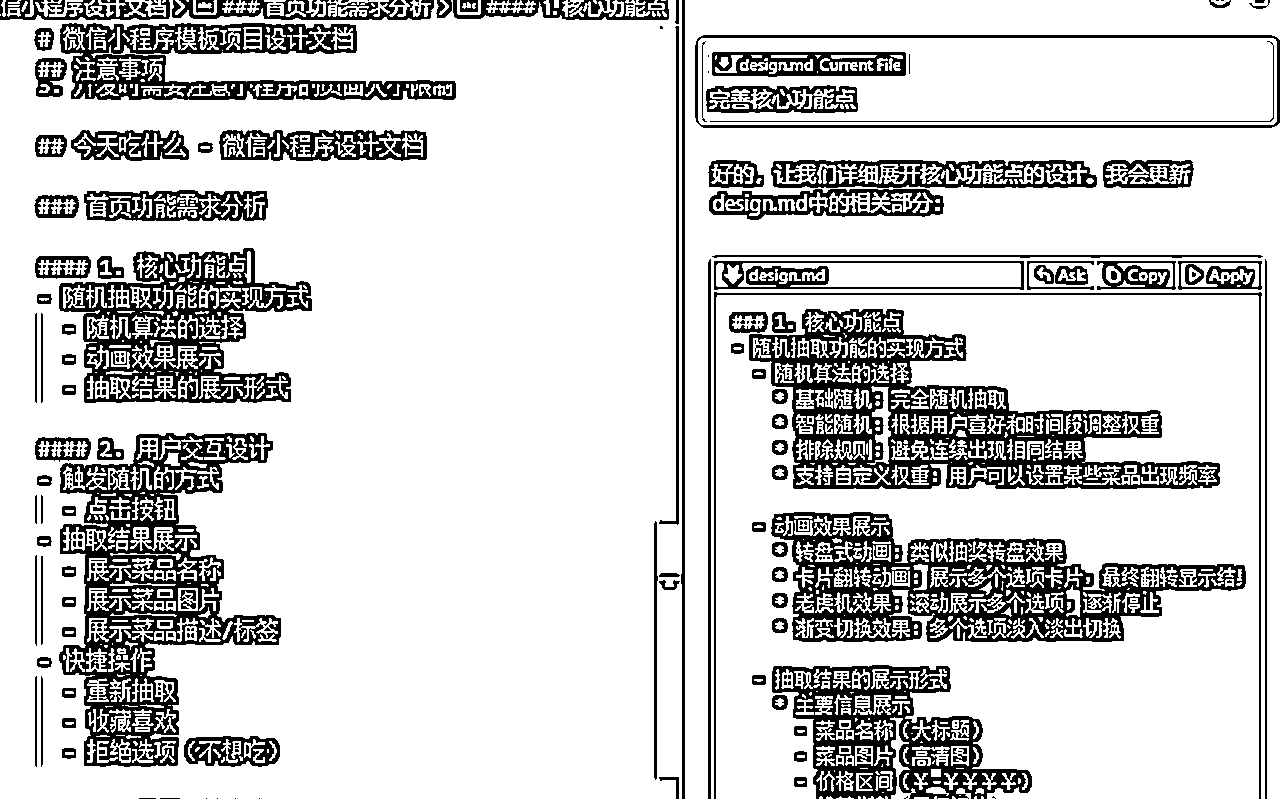 信小程序设计文档 > ### 首页功能需求分析 > #### 1. 核心功能点
# 微信小程序模板项目设计文档
## 注意事项
5. 开发时需要注意小程序的页面大小限制
## 今天吃什么 - 微信小程序设计文档
### 首页功能需求分析
#### 1. 核心功能点
- 随机抽取功能的实现方式
- 随机算法的选择
- 动画效果展示
- 抽取结果的展示形式
#### 2. 用户交互设计
- 触发随机的方式
- 点击按钮
- 抽取结果展示
- 展示菜品名称
- 展示菜品图片
- 展示菜品描述/标签
- 快捷操作
- 重新抽取
- 收藏喜欢
- 拒绝选项（不想吃）
design.md Current File
完善核心功能点
好的，让我们详细展开核心功能点的设计。我会更新
design.md中的相关部分：
design.md Ask Copy Apply
### 1. 核心功能点
- 随机抽取功能的实现方式
- 随机算法的选择
* 基础随机：完全随机抽取
* 智能随机：根据用户喜好和时间段调整权重
* 排除规则：避免连续出现相同结果
* 支持自定义权重：用户可以设置某些菜品出现频率
- 动画效果展示
* 转盘式动画：类似抽奖转盘效果
* 卡片翻转动画：展示多个选项卡片，最终翻转显示结
* 老虎机效果：滚动展示多个选项，逐渐停止
* 渐变切换效果：多个选项淡入淡出切换
- 抽取结果的展示形式
* 主要信息展示
- 菜品名称（大标题）
- 菜品图片（高清图）
- 价格区间（¥-¥¥¥¥）